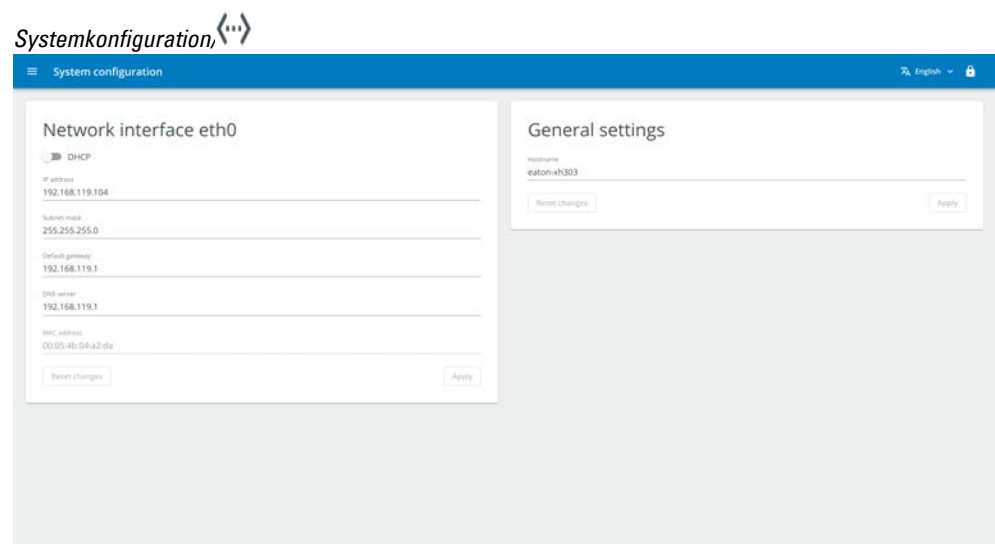 Systemkonfiguration/
System configuration
English
Network interface eth0
DHCP
IP address
192.168.119.104
Subnet mask
255.255.255.0
Default gateway
192.168.119.1
DNS server
192.168.119.1
MAC address
00:05:4b:04:a2:da
Reset changes
Apply
General settings
Hostname
eaton-xh303
Reset changes
Apply